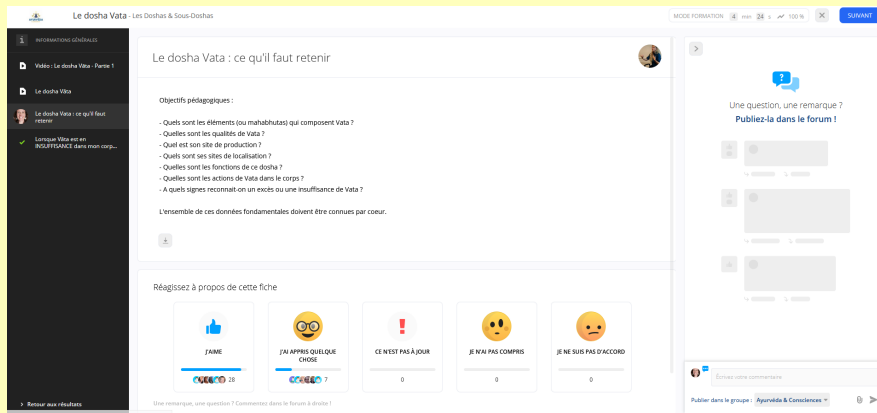 Le dosha Vata - Les Doshas & Sous-Doshas
MODE FORMATION 4 min 24 s 100 %
SUIVANT
INFORMATIONS GÉNÉRALES
Vidéo : Le dosha Vâta - Partie 1
Le dosha Vâta
Le dosha Vata : ce qu'il faut
retenir
Lorsque Vâta est en
INSUFFISANCE dans mon corp...
Retour aux résultats
Le dosha Vata : ce qu'il faut retenir
Objectifs pédagogiques :
- Quels sont les éléments (ou mahabhutas) qui composent Vata ?
- Quelles sont les qualités de Vata ?
- Quel est son site de production ?
- Quels sont ses sites de localisation ?
- Quelles sont les fonctions de ce dosha ?
- Quelles sont les actions de Vata dans le corps ?
- A quels signes reconnait-on un excès ou une insuffisance de Vata ?
L'ensemble de ces données fondamentales doivent être connues par coeur.
Réagissez à propos de cette fiche
J'AIME
28
J'AI APPRIS QUELQUE
CHOSE
7
CE N'EST PAS À JOUR
0
JE N'AI PAS COMPRIS
0
JE NE SUIS PAS D'ACCORD
0
Une remarque, une question ? Commentez dans le forum à droite !
Une question, une remarque ?
Publiez-la dans le forum !
Écrivez votre commentaire
Publier dans le groupe : Ayurvéda & Consciences